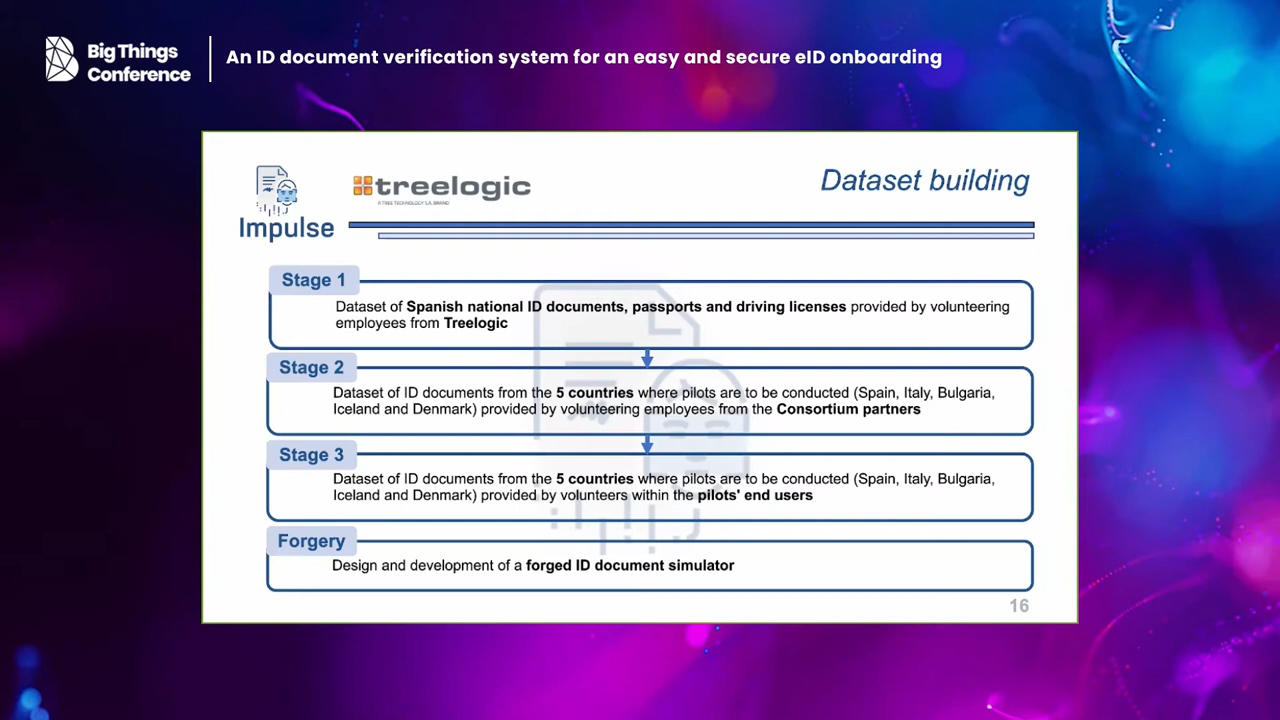 Big Things
Conference
An ID document verification system for an easy and secure eID onboarding
treelogic
A TREE TECHNOLOGY S.A. BRAND
Dataset building
Impulse
Stage 1
Dataset of Spanish national ID documents, passports and driving licenses provided by volunteering
employees from Treelogic
Stage 2
Dataset of ID documents from the 5 countries where pilots are to be conducted (Spain, Italy, Bulgaria,
Iceland and Denmark) provided by volunteering employees from the Consortium partners
Stage 3
Dataset of ID documents from the 5 countries where pilots are to be conducted (Spain, Italy, Bulgaria,
Iceland and Denmark) provided by volunteers within the pilots' end users
Forgery
Design and development of a forged ID document simulator
16